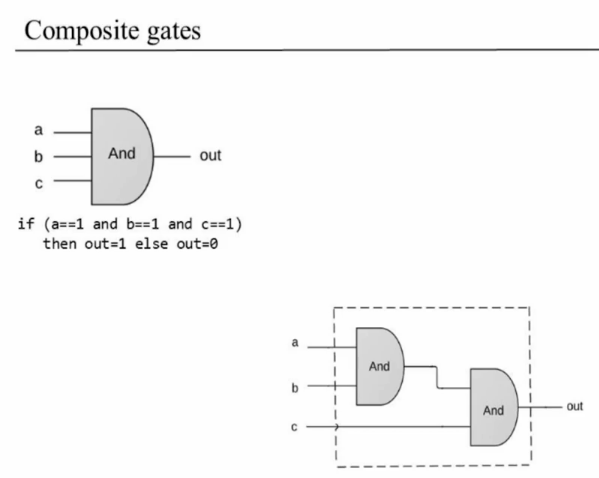 Composite gates
a
b
c
And
out
if (a==1 and b==1 and c==1)
then out=1 else out=0
a
b
c
And
And
out